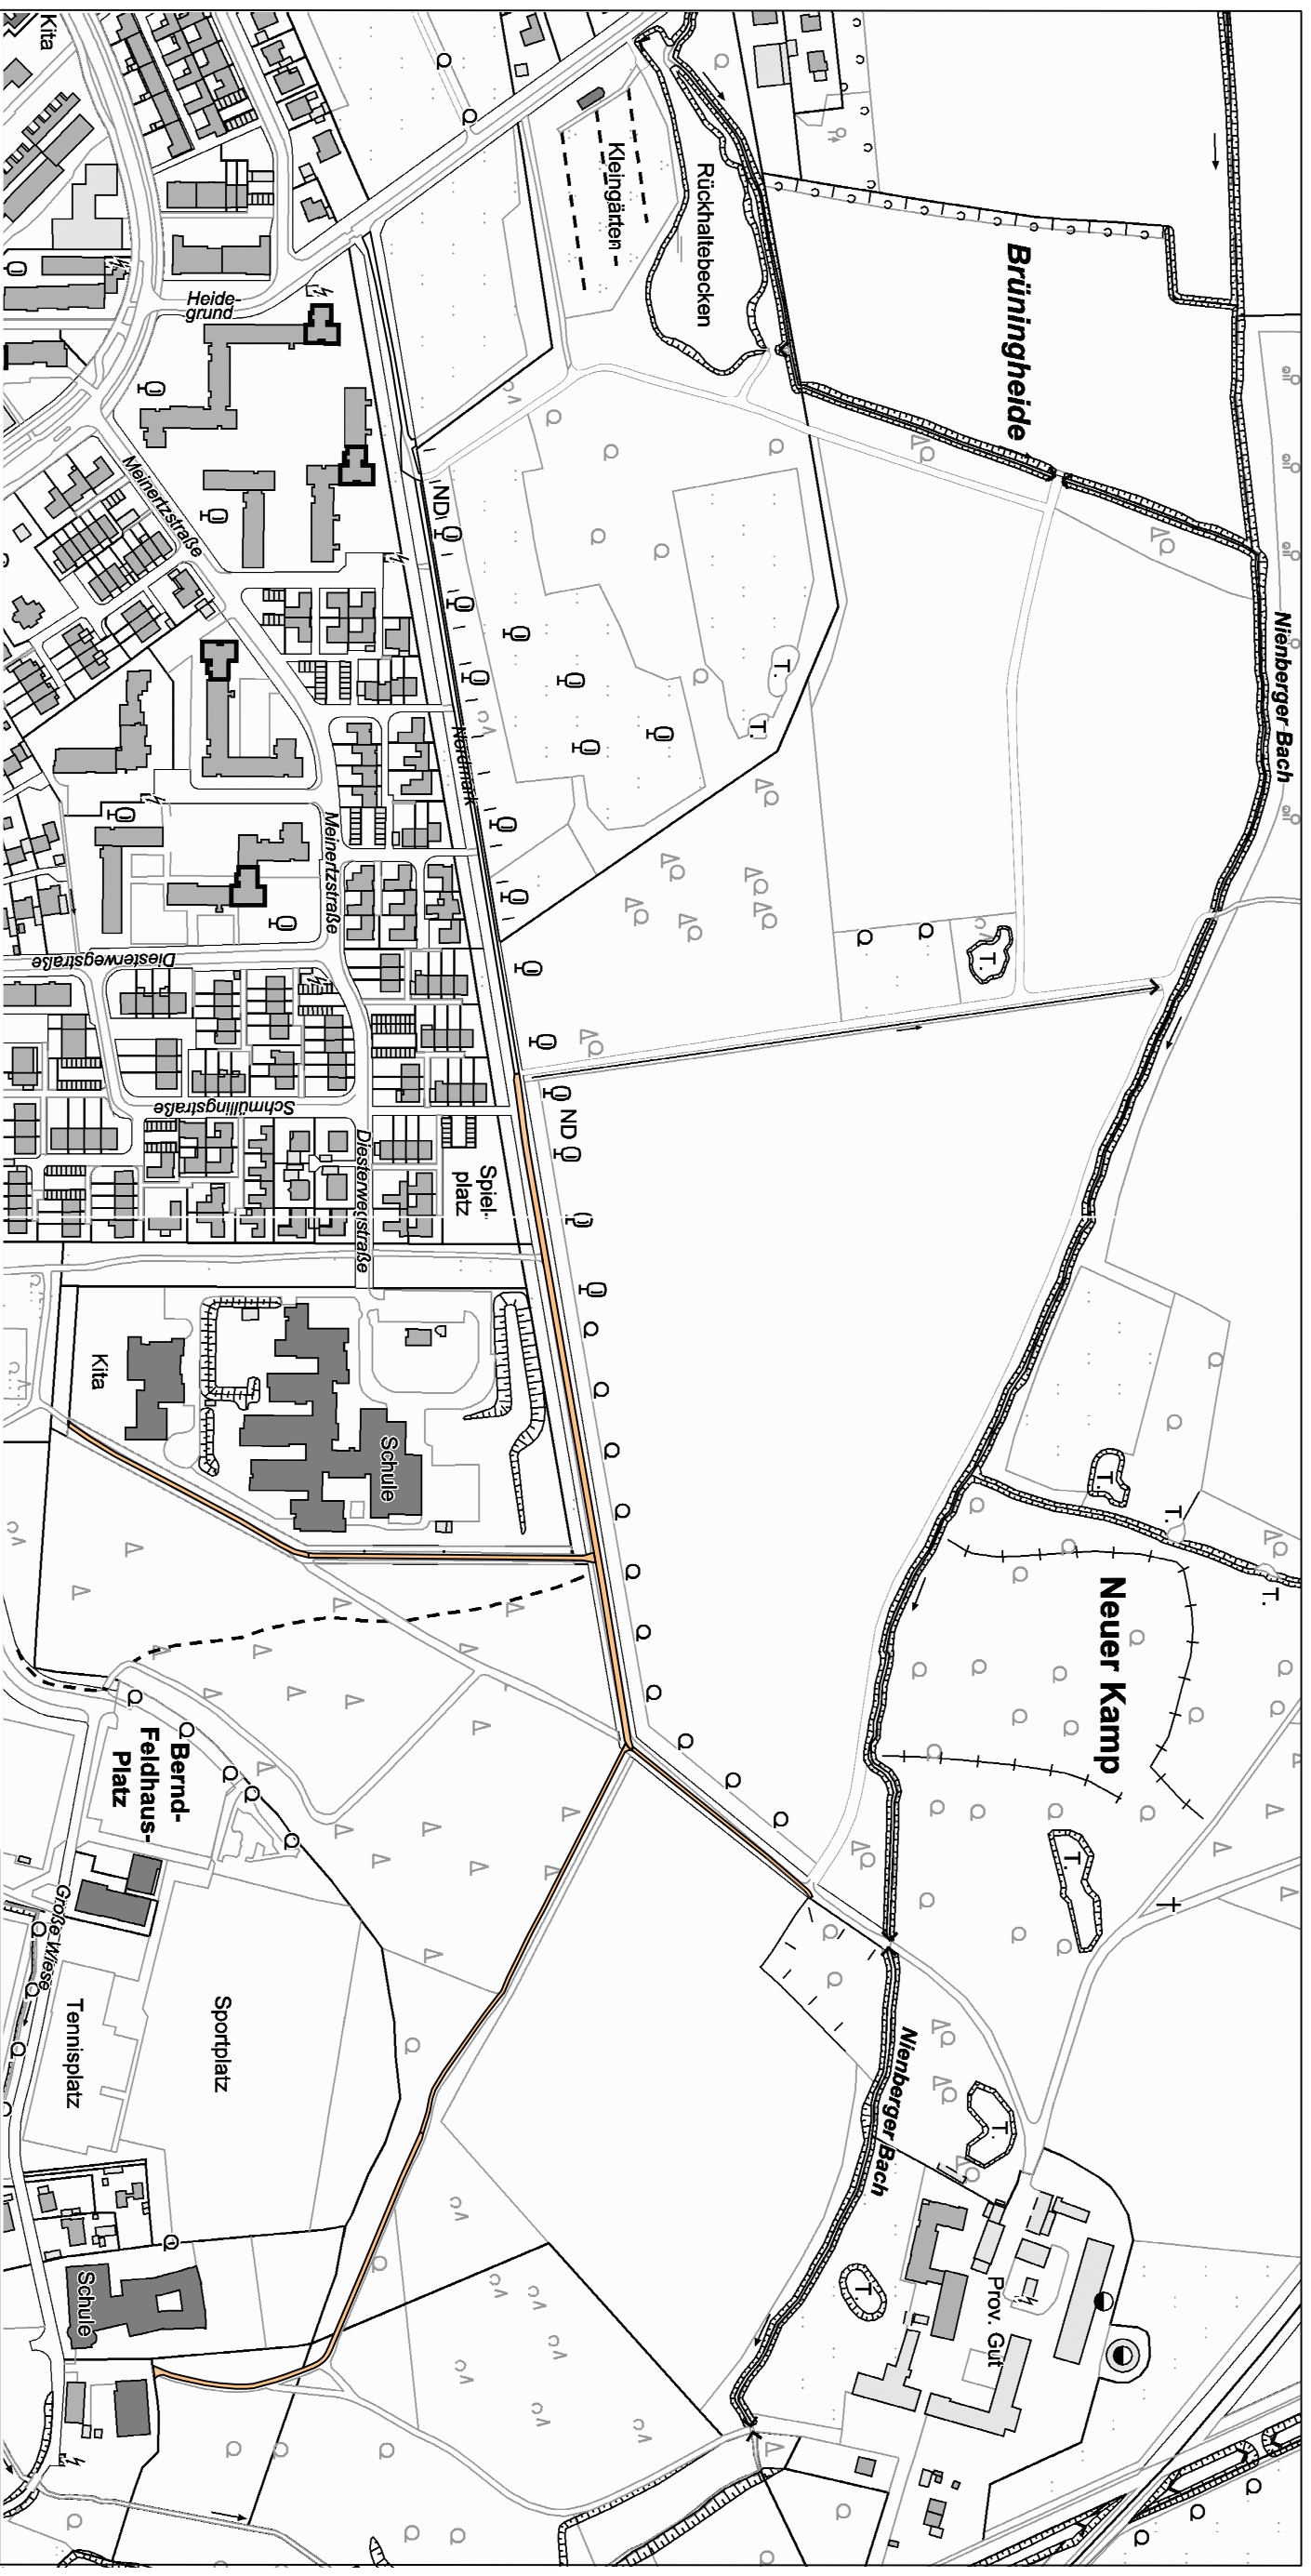 Kita
Kleingärten
Rückhaltebecken
Brüningheide
Heide-
grund
Meinertzstraße
ND
Nienberger Bach
T.
T.
Nordmark
Meinertzstraße
Diesterwegstraße
T.
Schmüllingstraße
ND
Diesterwegstraße
Spiel-
platz
Kita
Schule
T.
T.
T.
Neuer Kamp
Bernd-
Feldhaus-
Platz
T.
Große Wiese
Tennisplatz
Sportplatz
Nienberger Bach
T.
Schule
T.
Prov. Gut